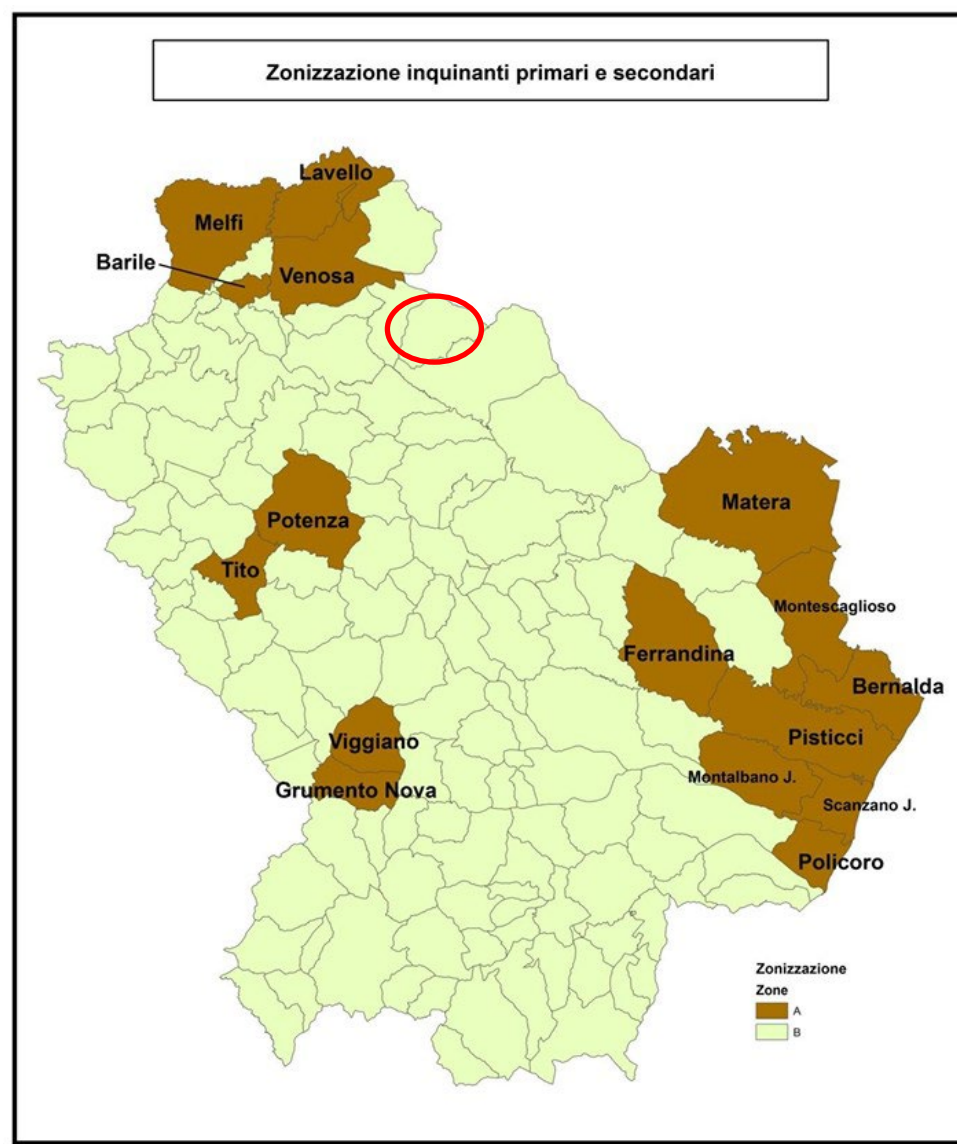 Zonizzazione inquinanti primari e secondari
Lavello
Melfi
Barile
Venosa
Potenza
Tito
Matera
Montescaglioso
Ferrandina
Bernalda
Pisticci
Viggiano
Grumento Nova
Montalbano J.
Scanzano J.
Policoro
Zonizzazione
Zone
A
B